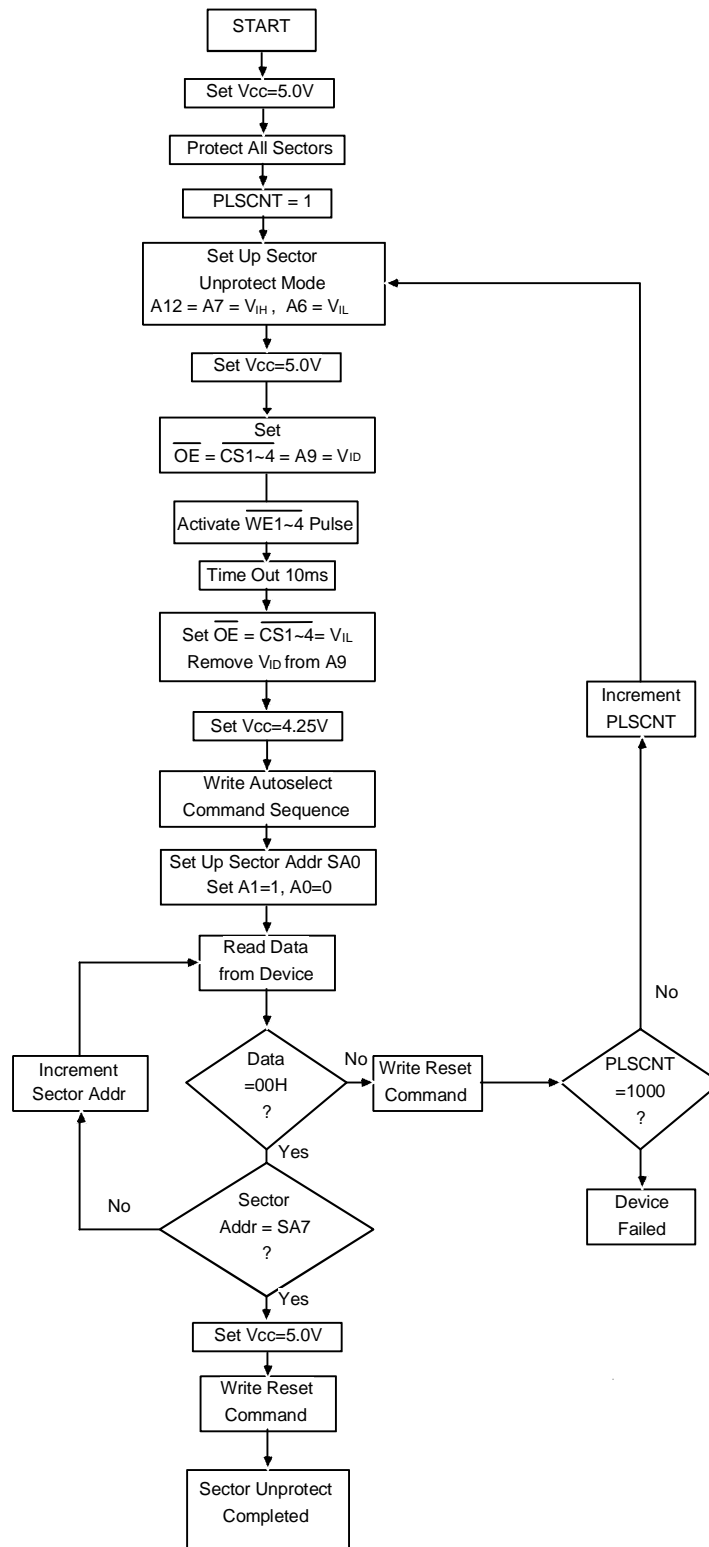 START
Set Vcc=5.0V
Protect All Sectors
PLSCNT = 1
Set Up Sector
Unprotect Mode
A12 = A7 = VIH , A6 = VIL
Set Vcc=5.0V
Set
OE = CS1~4 = A9 = VID
Activate WE1~4 Pulse
Time Out 10ms
Set OE = CS1~4= VIL
Remove VID from A9
Set Vcc=4.25V
Write Autoselect
Command Sequence
Set Up Sector Addr SA0
Set A1=1, A0=0
Read Data
from Device
Increment
Sector Addr
Data
=00H
?
No
Write Reset
Command
PLSCNT
=1000
?
No
Increment
PLSCNT
Device
Failed
Yes
Sector
Addr = SA7
?
No
Yes
Set Vcc=5.0V
Write Reset
Command
Sector Unprotect
Completed